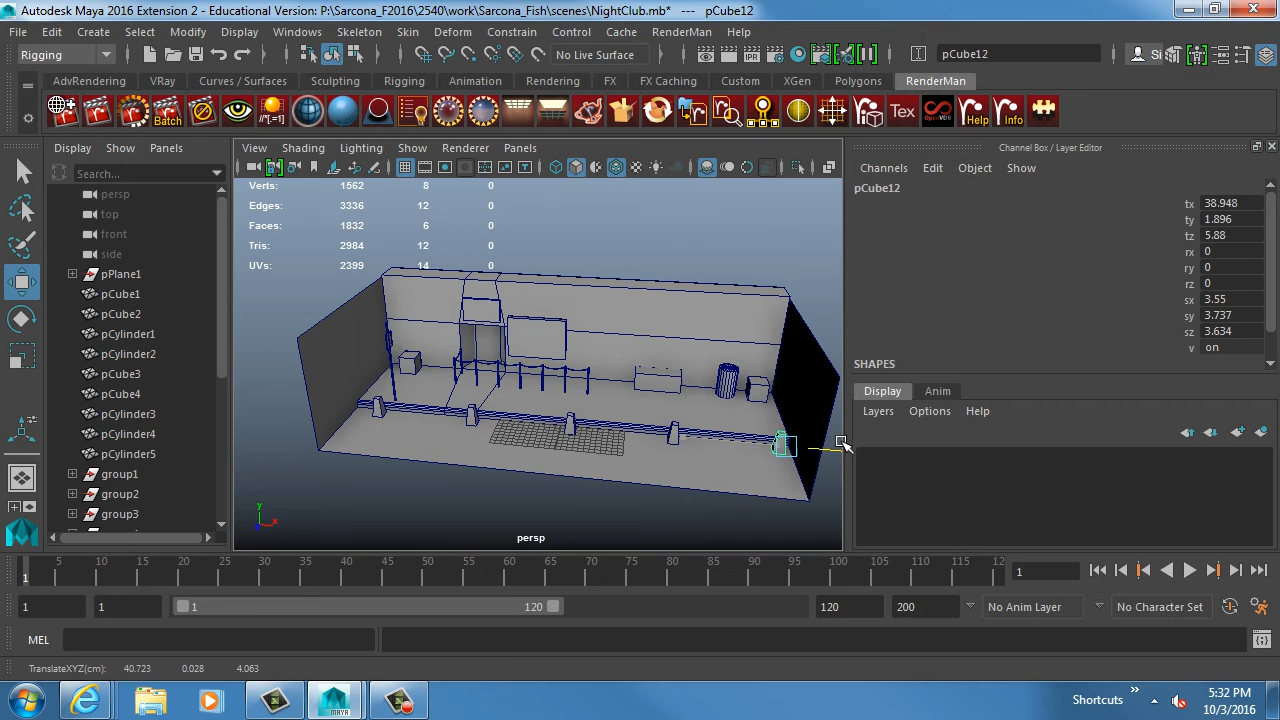 Autodesk Maya 2016 Extension 2 - Educational Version: P:\Sarcona_F2016\2540\work\Sarcona_Fish\scenes\NightClub.mb* --- pCube12
File Edit Create Select Modify Display Windows Skeleton Skin Deform Constrain Control Cache RenderMan Help
Rigging No Live Surface pCube12 Si
AdvRendering VRay Curves / Surfaces Sculpting Rigging Animation Rendering FX FX Caching Custom XGen Polygons RenderMan
Batch [...=f] Tex OpenVDB Help Info
Display Show Panels View Shading Lighting Show Renderer Panels Channel Box / Layer Editor
Search... Channels Edit Object Show
persp
top
front
side
pPlane1
pCube1
pCube2
pCylinder1
pCylinder2
pCube3
pCube4
pCylinder3
pCylinder4
pCylinder5
group1
group2
group3
Verts: 1562 8 0
Edges: 3336 12 0
Faces: 1832 6 0
Tris: 2984 12 0
UVs: 2399 14 0
y
x
persp
pCube12
tx 38.948
ty 1.896
tz 5.88
rx 0
ry 0
rz 0
sx 3.55
sy 3.737
sz 3.634
v on
SHAPES
Display Anim
Layers Options Help
5 10 15 20 25 30 35 40 45 50 55 60 65 70 75 80 85 90 95 100 105 110 115 12
1 1
1 1 1 120 120 200 No Anim Layer No Character Set
MEL
TranslateXYZ(cm): 40.723 0.028 4.063
MAYA
Shortcuts
5:32 PM
10/3/2016